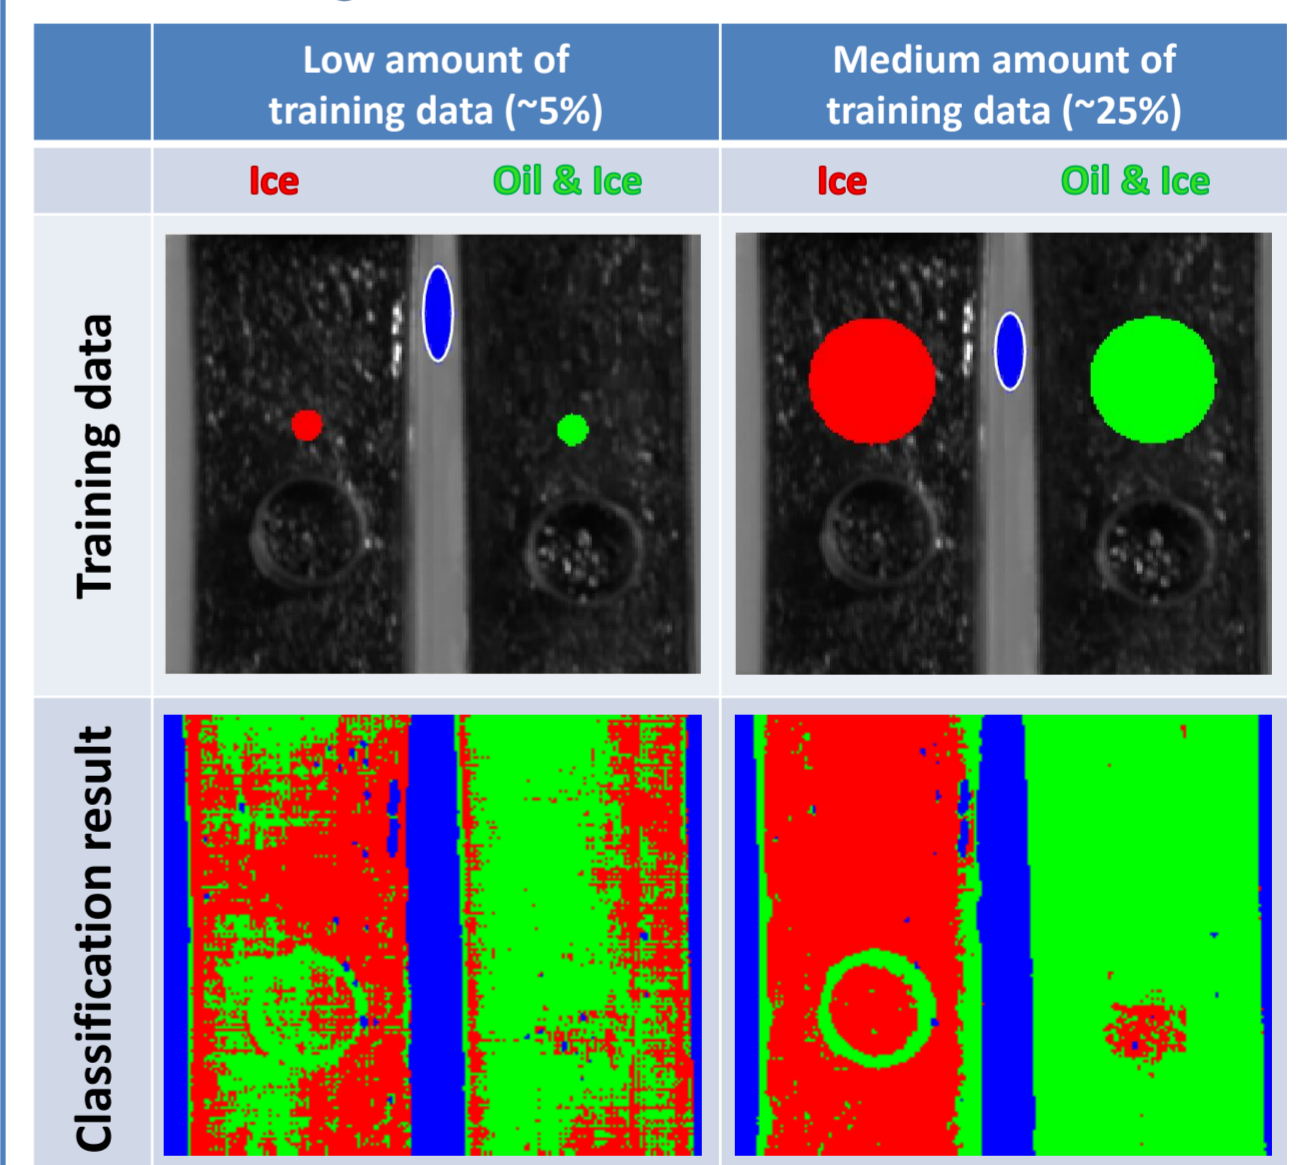 Low amount of
training data (~5%)
Medium amount of
training data (~25%)
Ice
Oil & Ice
Ice
Oil & Ice
Training data
Classification result